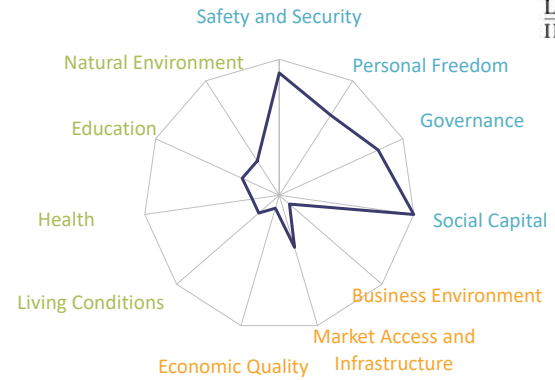 Safety and Security
Natural Environment
Personal Freedom
Education
Governance
Health
Social Capital
Living Conditions
Business Environment
Market Access and
Infrastructure
Economic Quality